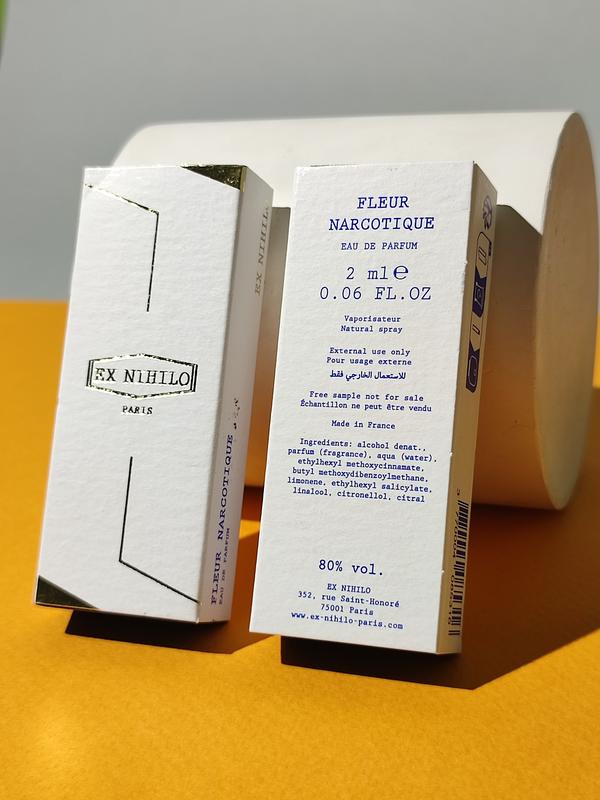 EX NIHILO
PARIS
EX NIHILO
FLEUR NARCOTIQUE
EAU DE PARFUM
FLEUR
NARCOTIQUE
EAU DE PARFUM
2 ml℮
0.06 FL.OZ
Vaporisateur
Natural spray
External use only
Pour usage externe
للاستعمال الخارجي فقط
Free sample not for sale
Échantillon ne peut être vendu
Made in France
Ingredients: alcohol denat.,
parfum (fragrance), aqua (water),
ethylhexyl methoxycinnamate,
butyl methoxydibenzoylmethane,
limonene, ethylhexyl salicylate,
linalool, citronellol, citral
80% vol.
EX NIHILO
352, rue Saint-Honoré
75001 Paris
www.ex-nihilo-paris.com